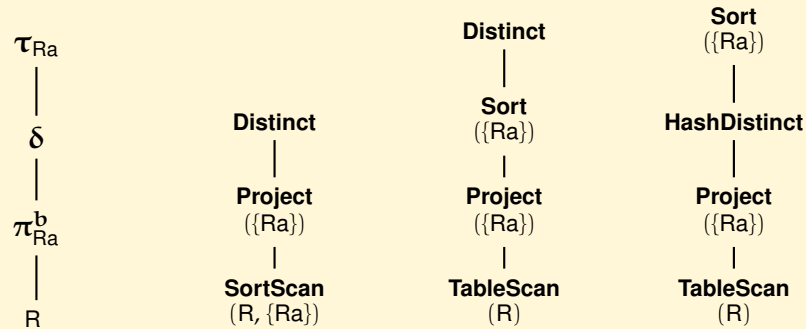 τRa
δ
πᵇRa
R
Distinct
Project
({Ra})
SortScan
(R, {Ra})
Distinct
Sort
({Ra})
Project
({Ra})
TableScan
(R)
Sort
({Ra})
HashDistinct
Project
({Ra})
TableScan
(R)